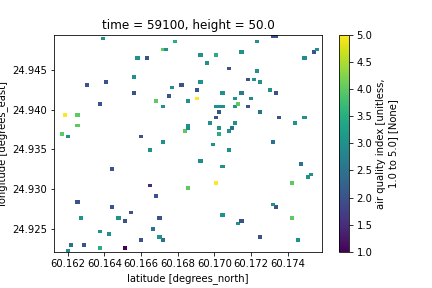 time = 59100, height = 50.0
24.945
24.940
24.935
24.930
24.925
longitude [degrees_east]
60.162 60.164 60.166 60.168 60.170 60.172 60.174
latitude [degrees_north]
5.0
4.5
4.0
3.5
3.0
2.5
2.0
1.5
1.0
air quality index [unitless,
1.0 to 5.0] [None]